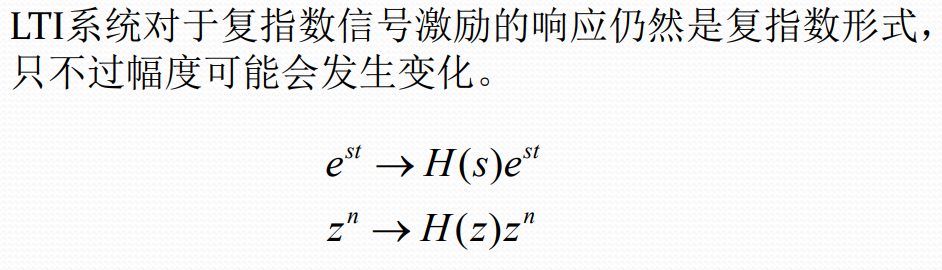 LTI系统对于复指数信号激励的响应仍然是复指数形式，
只不过幅度可能会发生变化。
e^{st} → H(s)e^{st}
z^{n} → H(z)z^{n}